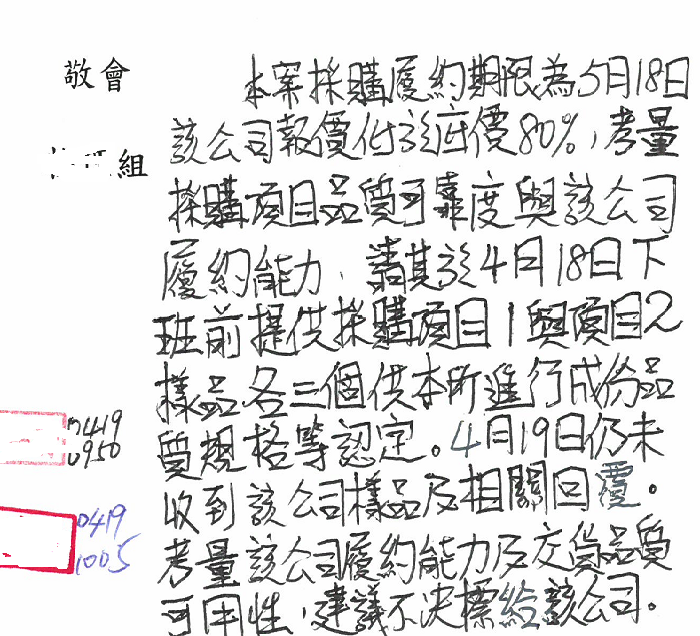 敬會
組
本案採購履約期限為5月18日
該公司報價低於底價80%,考量
採購項目品質可靠度與該公司
履約能力、請其於4月18日下
班前提供採購項目1與項目2
樣品各三個供本所進行成份品
質規格等認定。4月19日仍未
收到該公司樣品及相關回覆。
考量該公司履約能力及交貨品質
可用性,建議不決標給該公司。
0419
0950
0419
1005